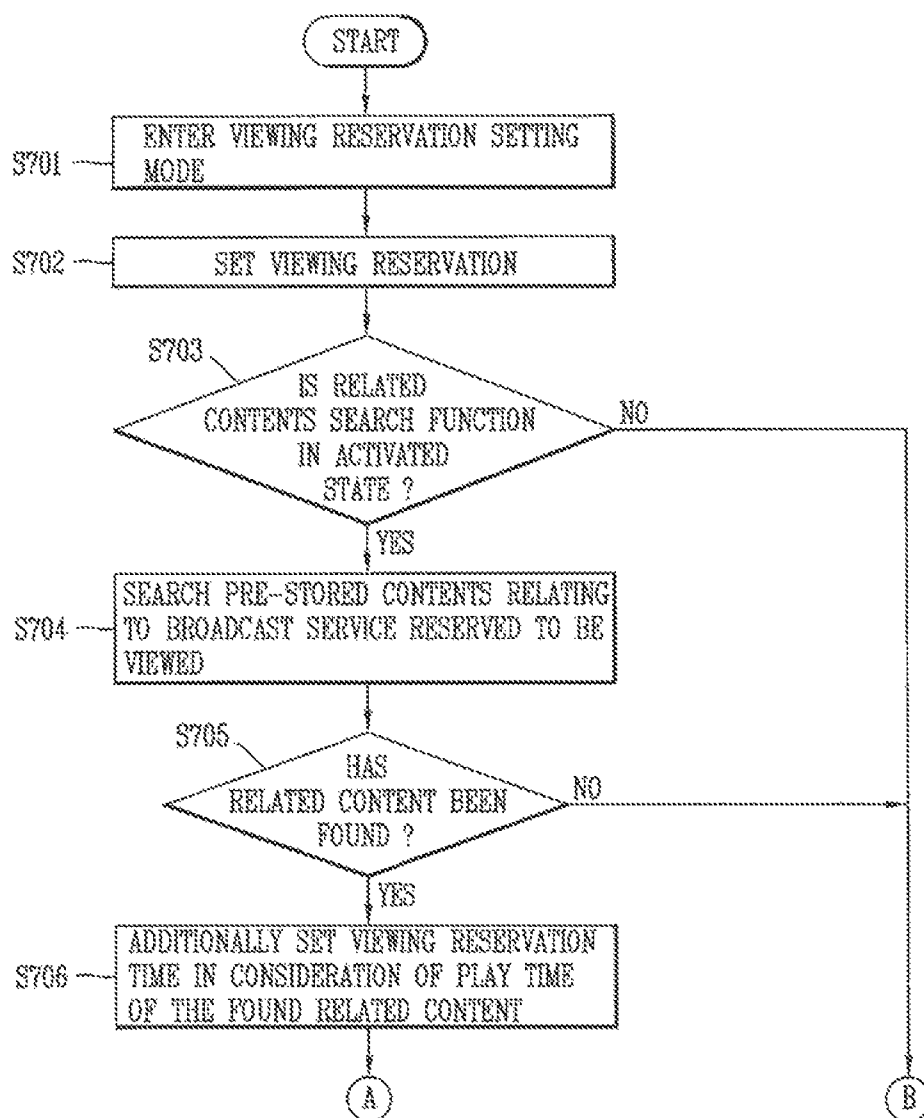 START
S701
ENTER VIEWING RESERVATION SETTING
MODE
S702
SET VIEWING RESERVATION
S703
IS RELATED
CONTENTS SEARCH FUNCTION
IN ACTIVATED
STATE ?
NO
YES
S704
SEARCH PRE-STORED CONTENTS RELATING
TO BROADCAST SERVICE RESERVED TO BE
VIEWED
S705
HAS
RELATED CONTENT BEEN
FOUND ?
NO
YES
S706
ADDITIONALLY SET VIEWING RESERVATION
TIME IN CONSIDERATION OF PLAY TIME
OF THE FOUND RELATED CONTENT
A
B